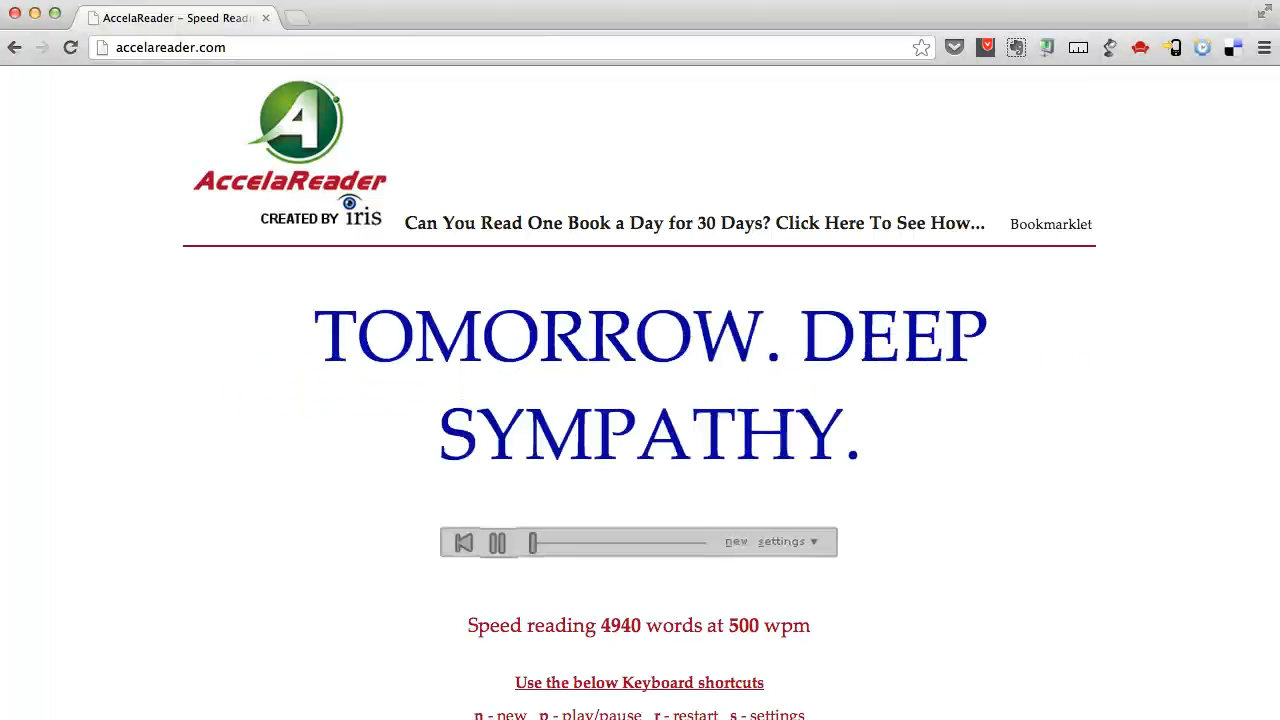 AccelaReader – Speed Readi
accelareader.com
A
AccelaReader
CREATED BY iris
Can You Read One Book a Day for 30 Days? Click Here To See How...
Bookmarklet
TOMORROW. DEEP
SYMPATHY.
new settings ▼
Speed reading 4940 words at 500 wpm
Use the below Keyboard shortcuts
n - new p - play/pause r - restart s - settings